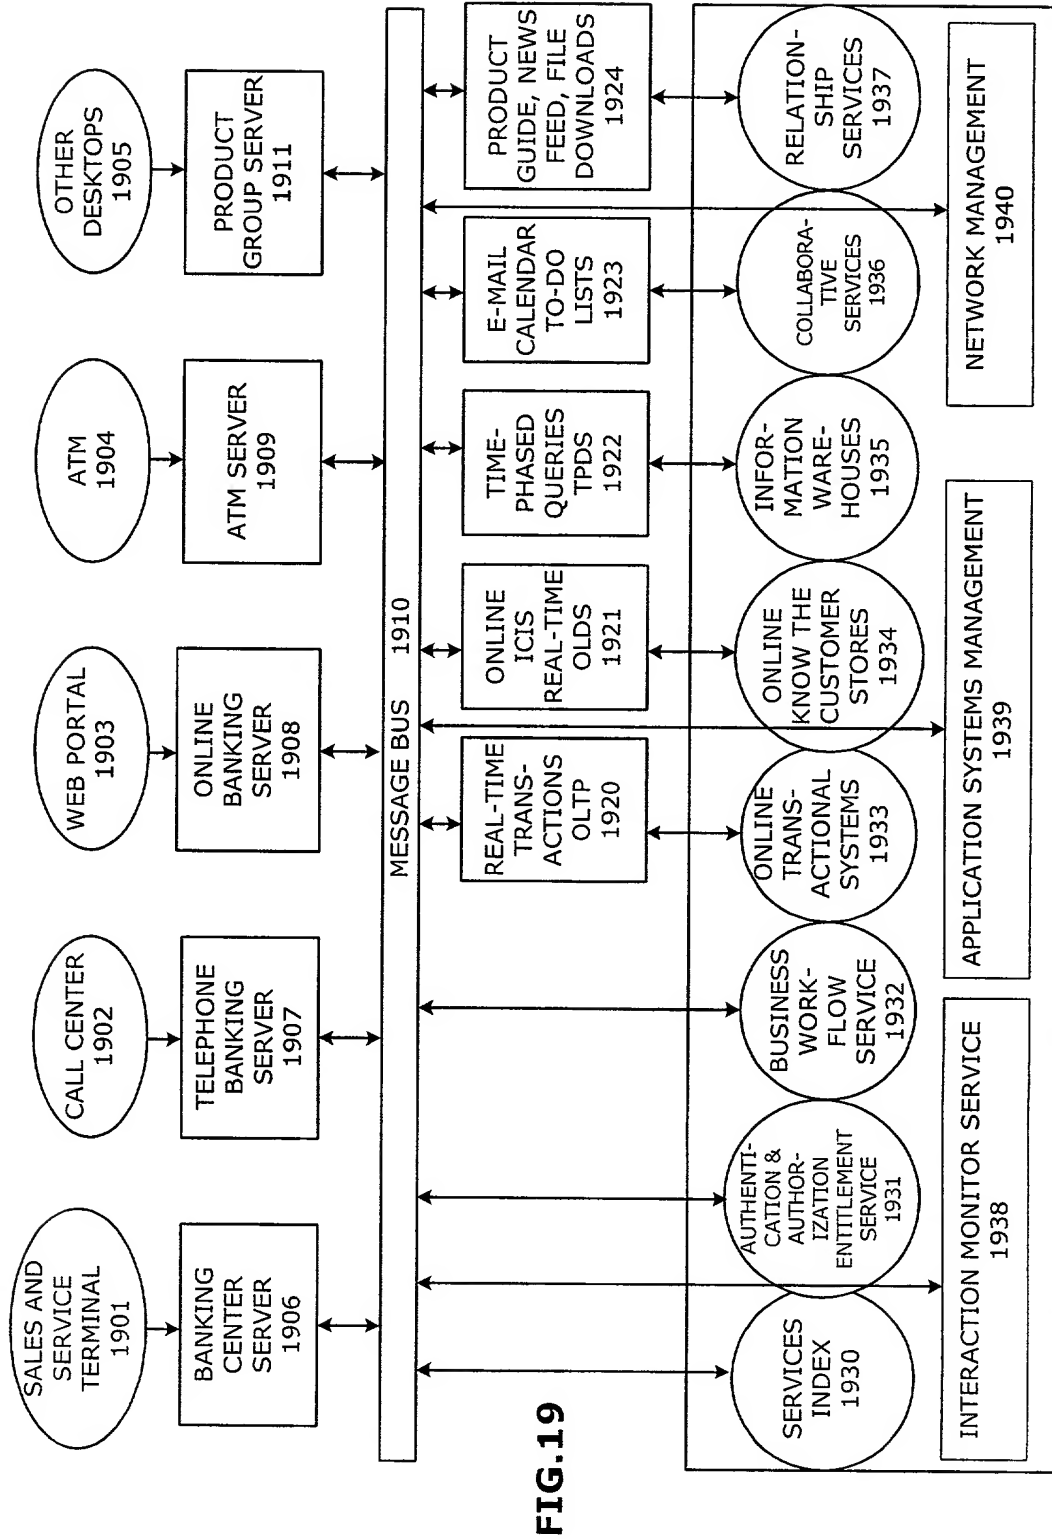 SALES AND
SERVICE
TERMINAL
1901
CALL CENTER
1902
WEB PORTAL
1903
ATM
1904
OTHER
DESKTOPS
1905
BANKING
CENTER
SERVER
1906
TELEPHONE
BANKING
SERVER
1907
ONLINE
BANKING
SERVER
1908
ATM SERVER
1909
PRODUCT
GROUP SERVER
1911
MESSAGE BUS 1910
REAL-TIME
TRANS-
ACTIONS
OLTP
1920
ONLINE
ICIS
REAL-TIME
OLDS
1921
TIME-
PHASED
QUERIES
TPDS
1922
E-MAIL
CALENDAR
TO-DO
LISTS
1923
PRODUCT
GUIDE, NEWS
FEED, FILE
DOWNLOADS
1924
FIG.19
SERVICES
INDEX
1930
AUTHENTI-
CATION &
AUTHOR-
IZATION
ENTITLEMENT
SERVICE
1931
BUSINESS
WORK-
FLOW
SERVICE
1932
ONLINE
TRANS-
ACTIONAL
SYSTEMS
1933
ONLINE
KNOW THE
CUSTOMER
STORES
1934
INFOR-
MATION
WARE-
HOUSES
1935
COLLABORA-
TIVE
SERVICES
1936
RELATION-
SHIP
SERVICES
1937
INTERACTION MONITOR SERVICE
1938
APPLICATION SYSTEMS MANAGEMENT
1939
NETWORK MANAGEMENT
1940